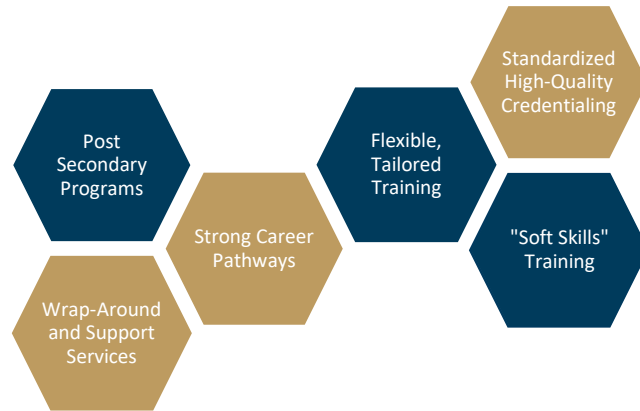 Post
Secondary
Programs
Wrap-Around
and Support
Services
Strong Career
Pathways
Flexible,
Tailored
Training
Standardized
High-Quality
Credentialing
"Soft Skills"
Training